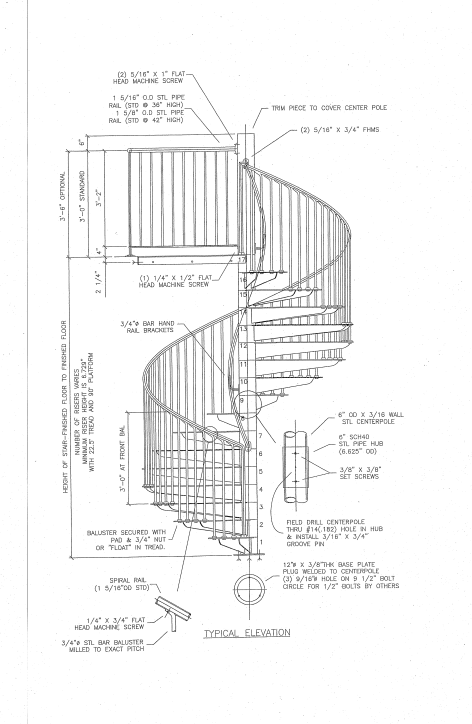 (2) 5/16" X 1" FLAT
HEAD MACHINE SCREW
1 5/16" O.D STL PIPE
RAIL (STD @ 36" HIGH)
1 5/8" O.D STL PIPE
RAIL (STD @ 42" HIGH)
TRIM PIECE TO COVER CENTER POLE
(2) 5/16" X 3/4" FHMS
6"
3'-6" OPTIONAL
3'-0" STANDARD
3'-2"
4"
2 1/4"
(1) 1/4" X 1/2" FLAT
HEAD MACHINE SCREW
17
16
15
14
13
12
11
10
9
8
7
6
5
4
3
2
1
3/4"ø BAR HAND
RAIL BRACKETS
HEIGHT OF STAIR-FINISHED FLOOR TO FINISHED FLOOR
NUMBER OF RISERS VARIES
MINIMUM RISER HEIGHT IS 6.729"
WITH 22.5° TREAD AND 90° PLATFORM
3'-0" AT FRONT BAL
6" OD X 3/16 WALL
STL CENTERPOLE
6" SCH40
STL PIPE HUB
(6.625" OD)
3/8" X 3/8"
SET SCREWS
FIELD DRILL CENTERPOLE
THRU #14(.182) HOLE IN HUB
& INSTALL 3/16" X 3/4"
GROOVE PIN
BALUSTER SECURED WITH
PAD & 3/4" NUT
OR "FLOAT" IN TREAD.
12"ø X 3/8"THK BASE PLATE
PLUG WELDED TO CENTERPOLE
(3) 9/16"ø HOLE ON 9 1/2" BOLT
CIRCLE FOR 1/2" BOLTS BY OTHERS
SPIRAL RAIL
(1 5/16"OD STD)
1/4" X 3/4" FLAT
HEAD MACHINE SCREW
3/4"ø STL BAR BALUSTER
MILLED TO EXACT PITCH
TYPICAL ELEVATION